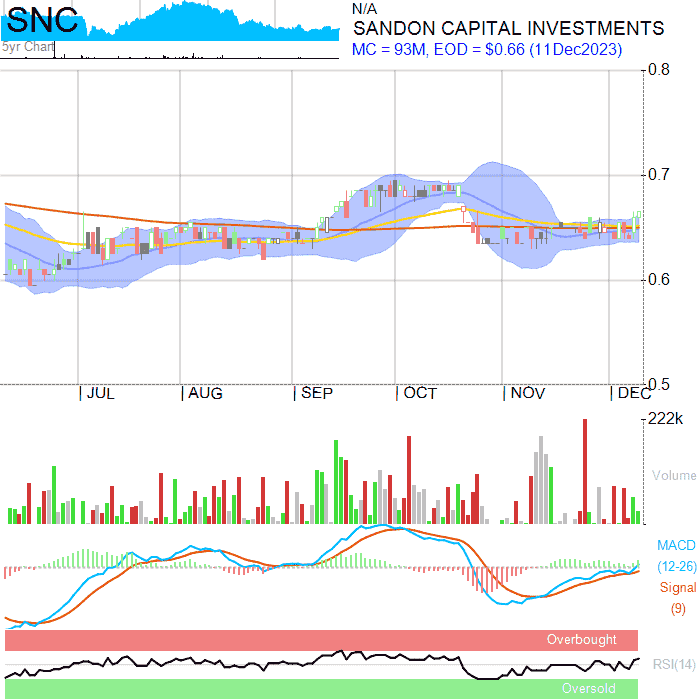 SNC
5yr Chart
N/A
SANDON CAPITAL INVESTMENTS
MC = 93M, EOD = $0.66 (11Dec2023)
0.8
0.7
0.6
0.5
JUL AUG SEP OCT NOV DEC
222k
Volume
MACD
(12-26)
Signal
(9)
Overbought
RSI(14)
Oversold